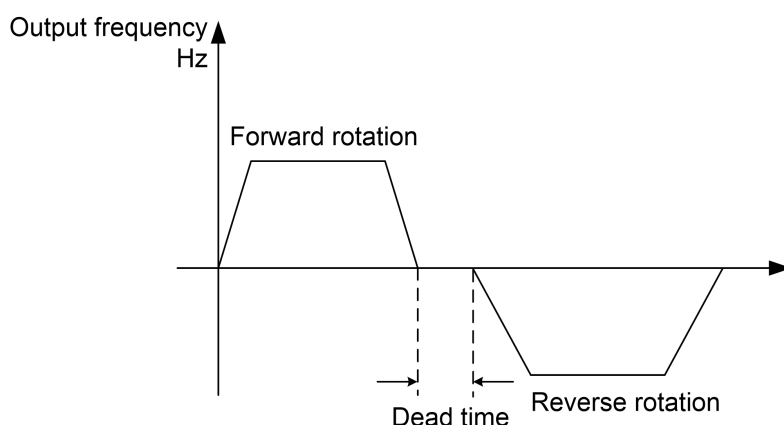 Output frequency
Hz
Forward rotation
Dead time
Reverse rotation